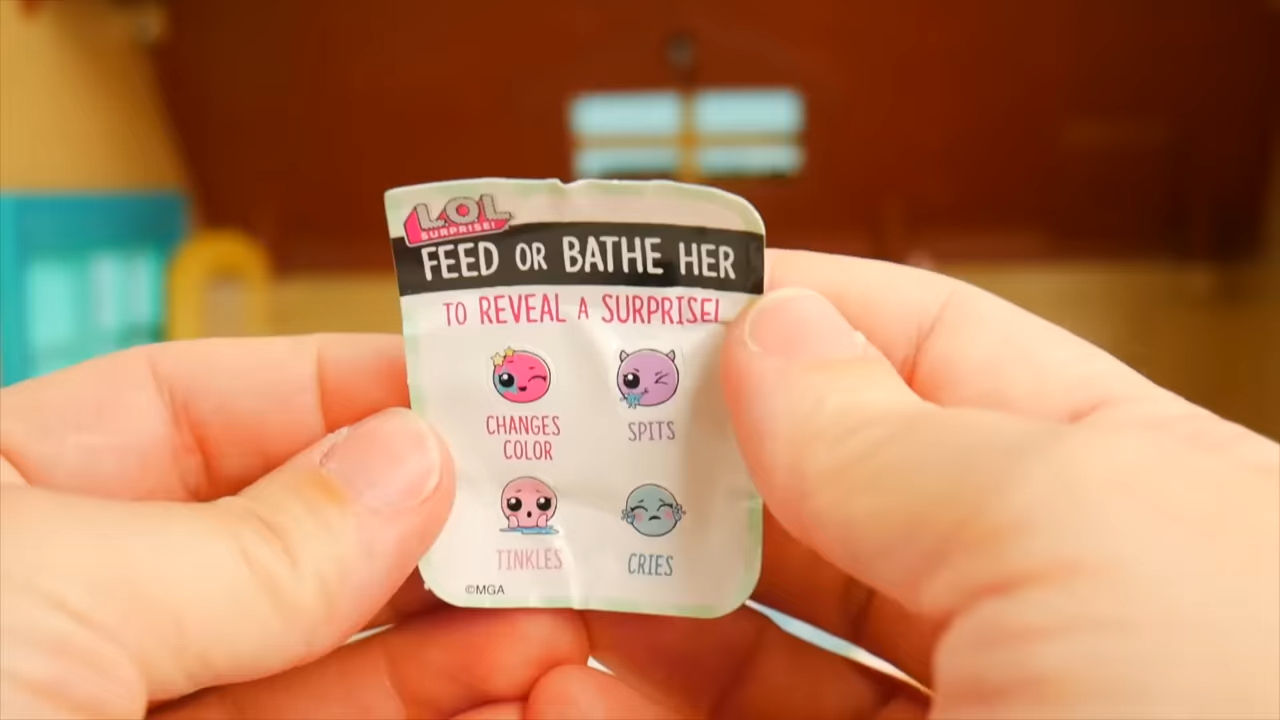 L.O.L.
SURPRISE!
FEED OR BATHE HER
TO REVEAL A SURPRISE!
CHANGES
COLOR
SPITS
TINKLES
CRIES
©MGA